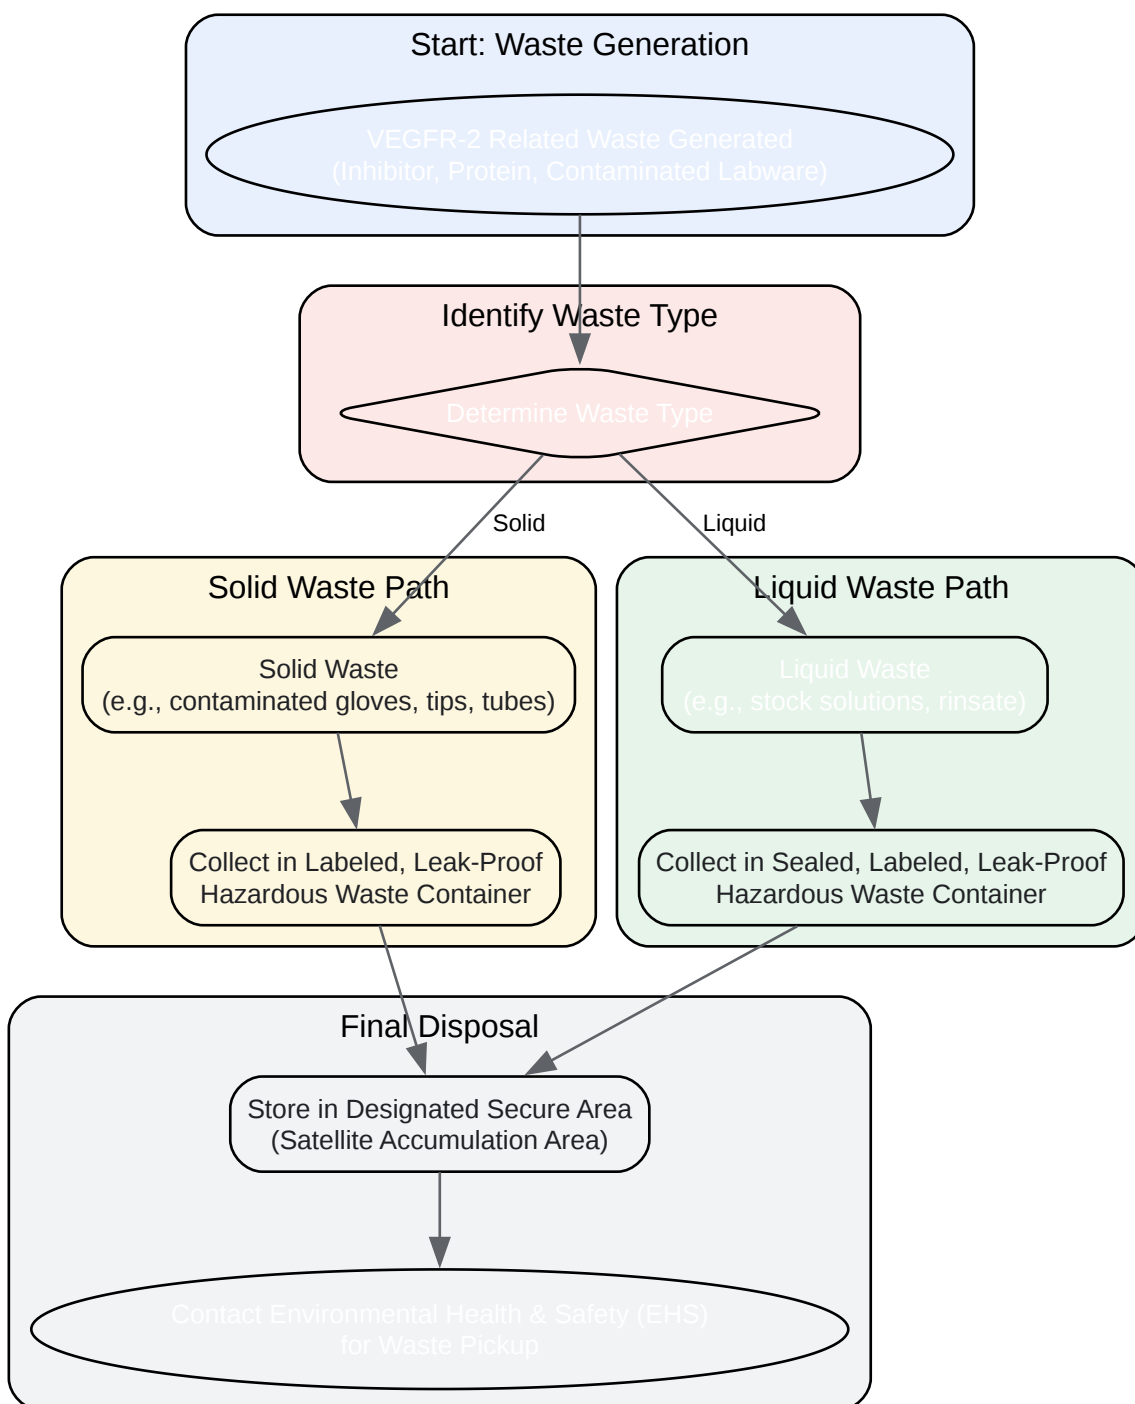 Start: Waste Generation
VEGFR-2 Related Waste Generated
(Inhibitor, Protein, Contaminated Labware)
Identify Waste Type
Determine Waste Type
Solid
Liquid
Solid Waste Path
Solid Waste
(e.g., contaminated gloves, tips, tubes)
Collect in Labeled, Leak-Proof
Hazardous Waste Container
Liquid Waste Path
Liquid Waste
(e.g., stock solutions, rinsate)
Collect in Sealed, Labeled, Leak-Proof
Hazardous Waste Container
Final Disposal
Store in Designated Secure Area
(Satellite Accumulation Area)
Contact Environmental Health & Safety (EHS)
for Waste Pickup